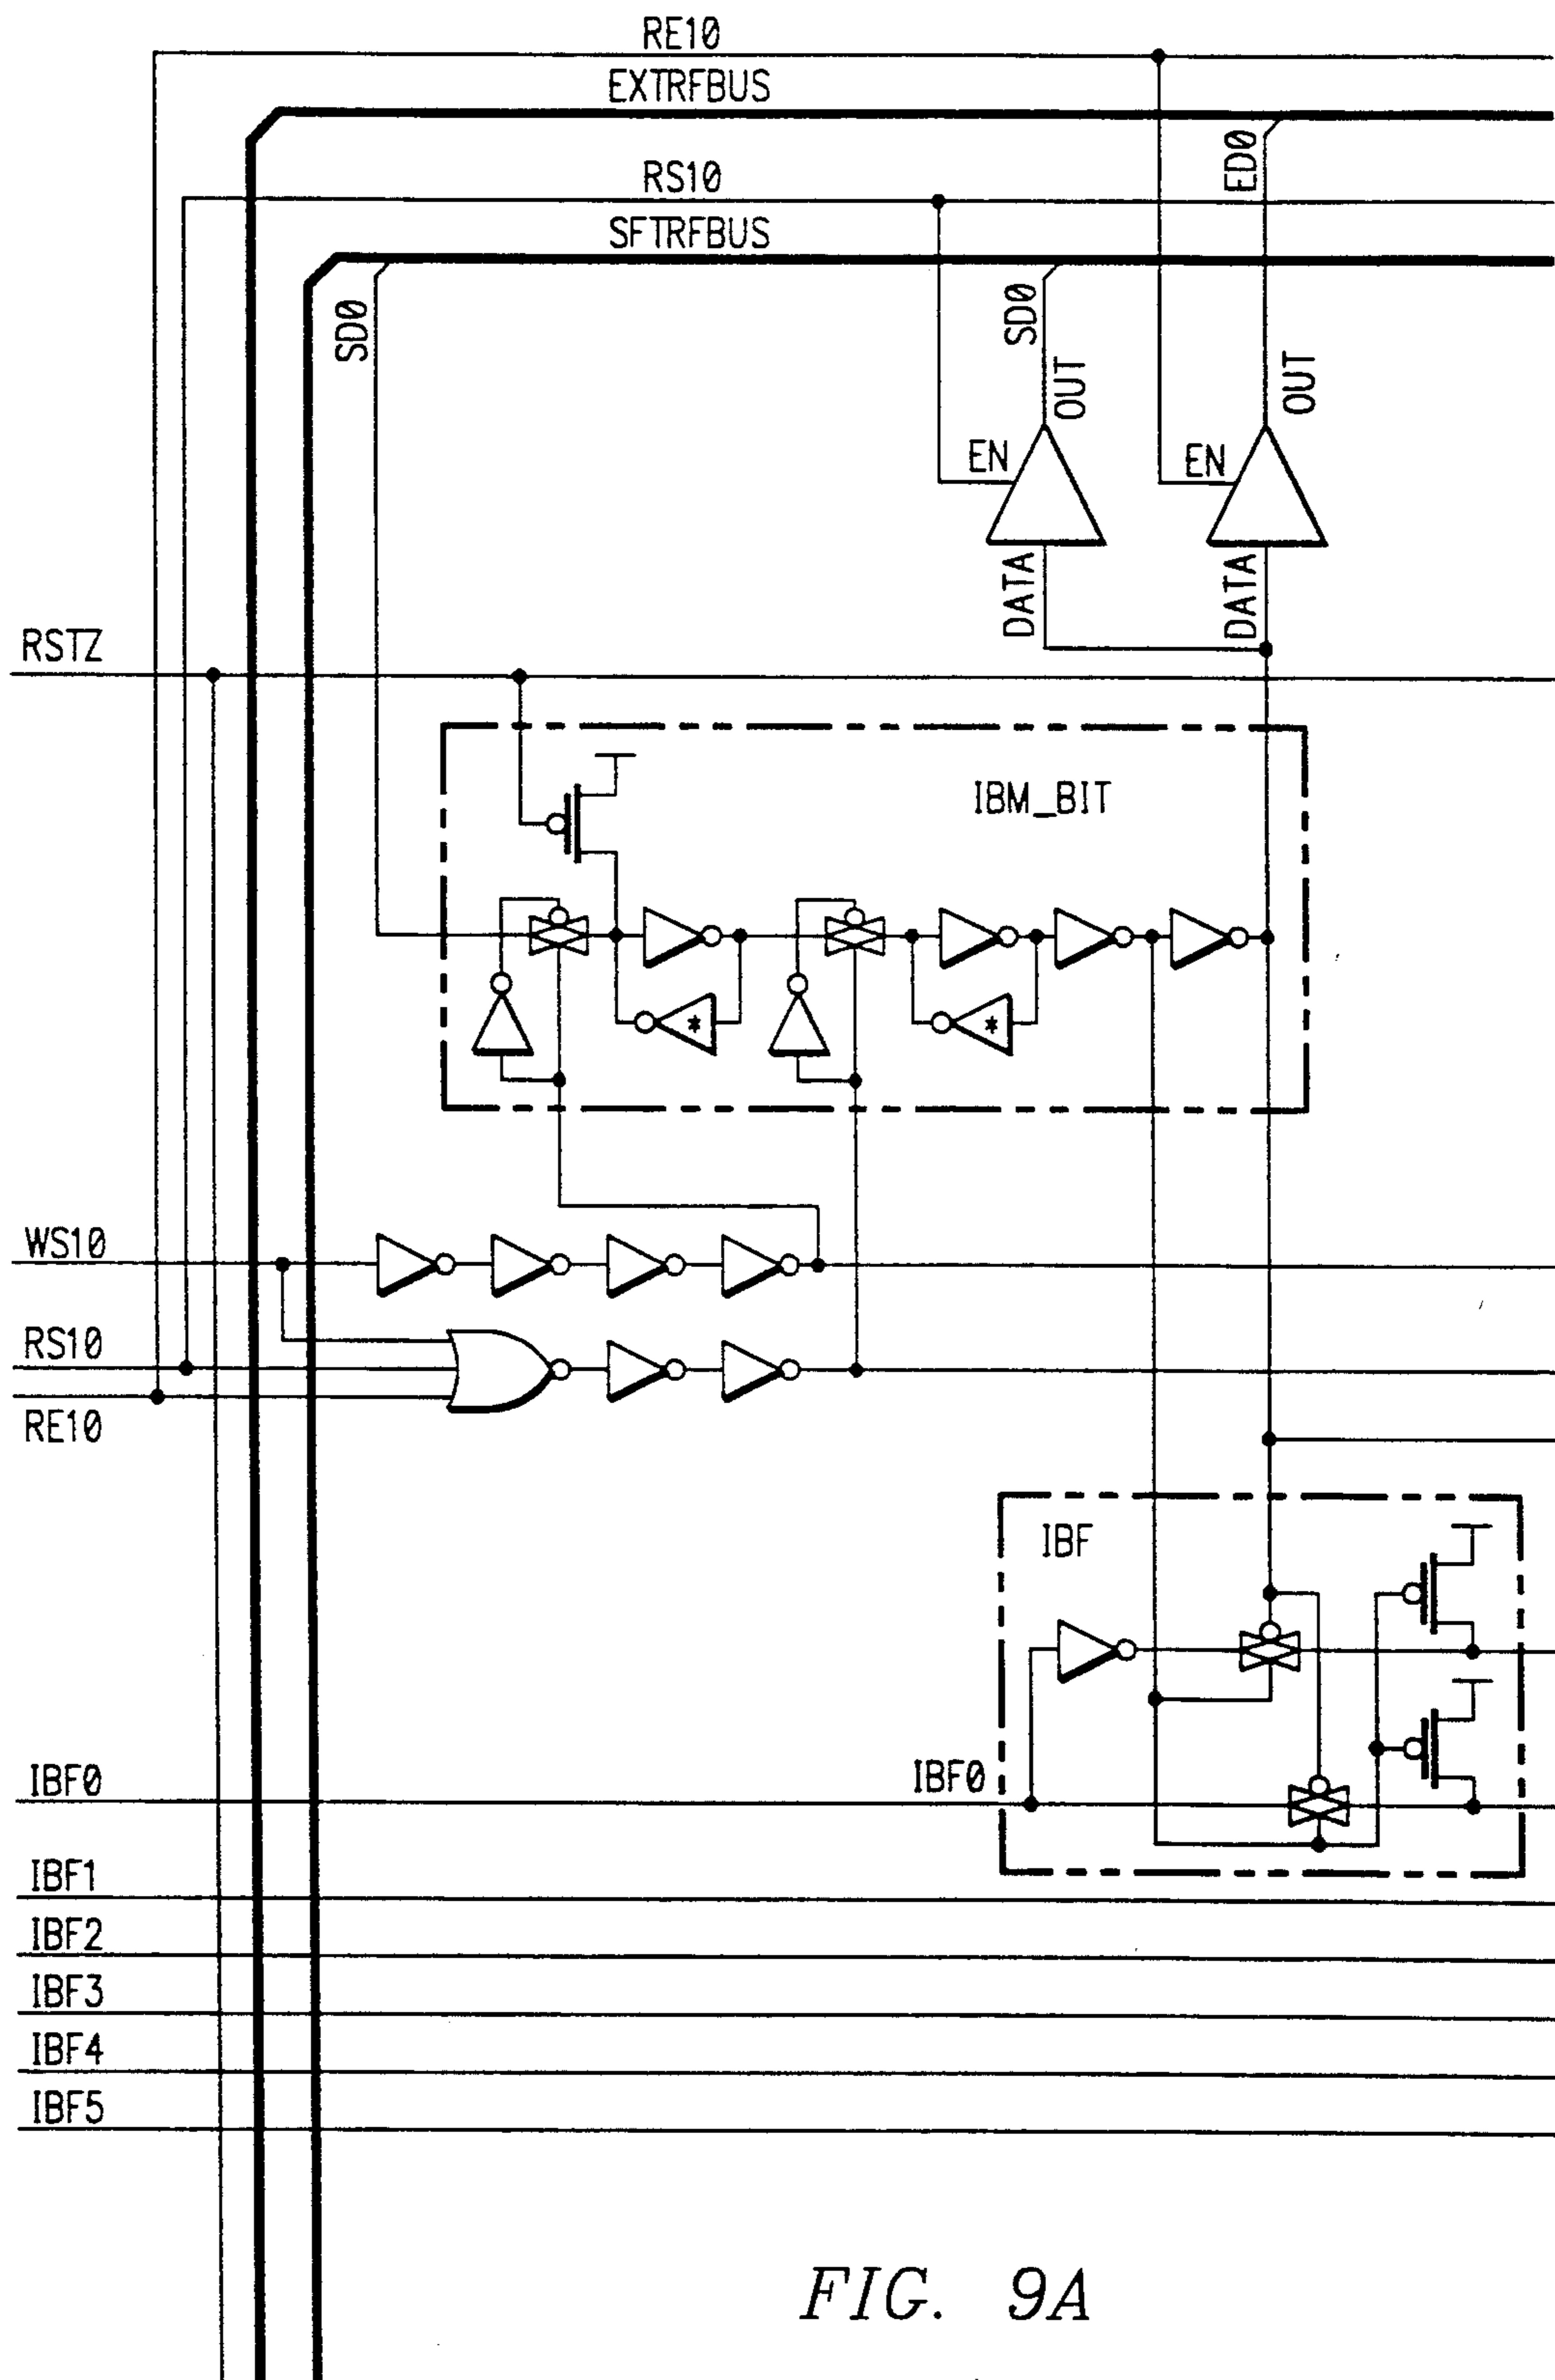 RE10
EXTRFBUS
ED0
RS10
SFTRFBUS
SD0
SD0
OUT
OUT
EN
EN
DATA
DATA
RSTZ
IBM_BIT
*
*
WS10
RS10
RE10
IBF
IBF0
IBF0
IBF1
IBF2
IBF3
IBF4
IBF5
FIG. 9A